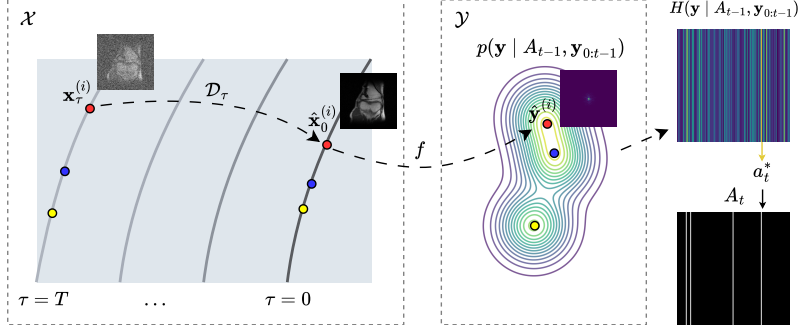 𝒳
x_τ^(i)
𝒟_τ
x̂_0^(i)
τ = T
...
τ = 0
f
𝒴
p(y | A_{t−1}, y_{0:t−1})
ŷ^(i)
H(y | A_{t−1}, y_{0:t−1})
a_t^*
A_t